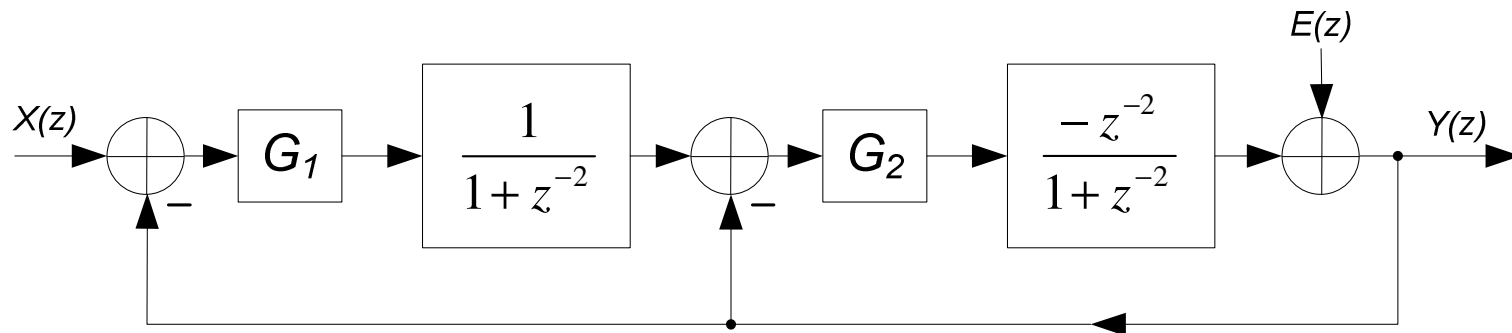 E(z)
X(z)
G₁
1
1 + z⁻²
G₂
− z⁻²
1 + z⁻²
Y(z)
−
−